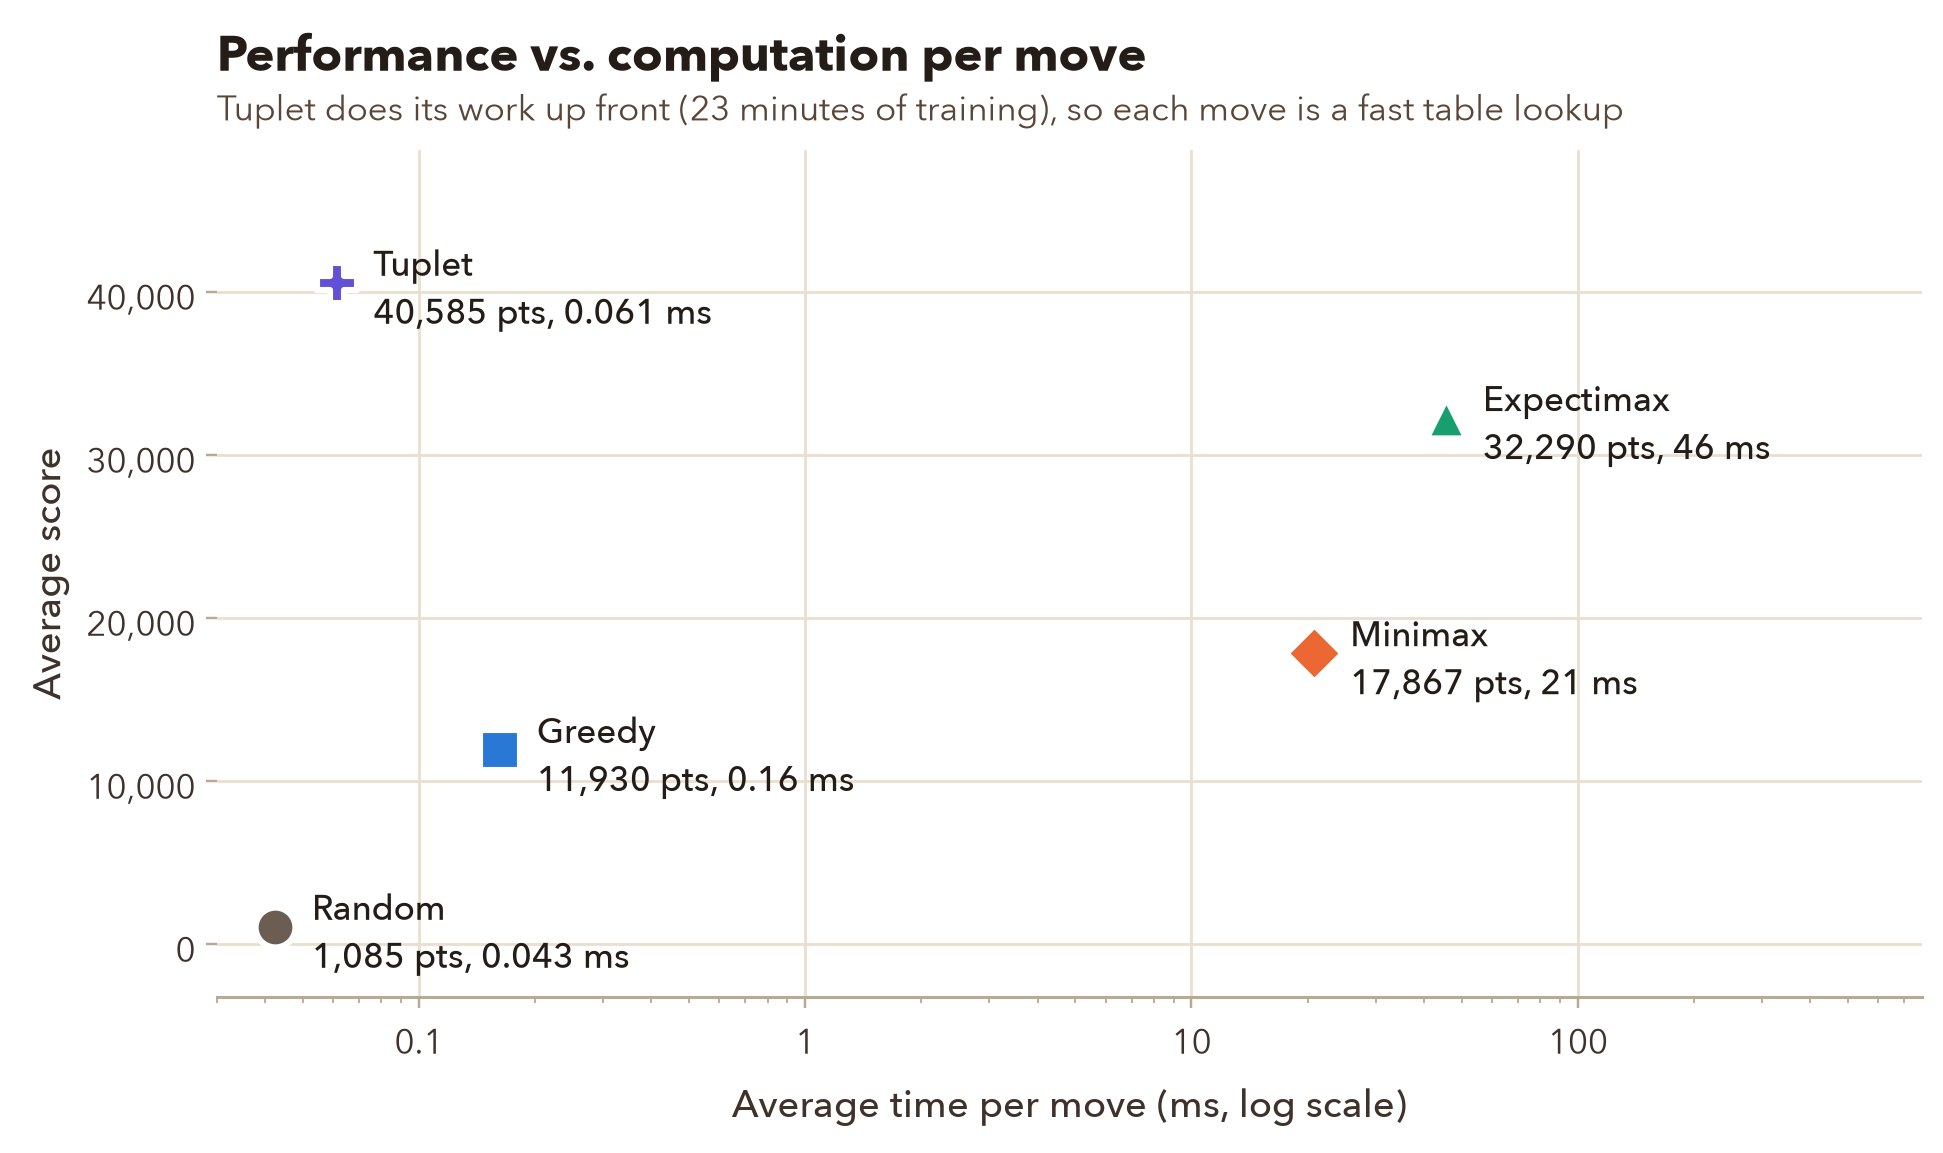 Performance vs. computation per move
Tuplet does its work up front (23 minutes of training), so each move is a fast table lookup
Average score
40,000
30,000
20,000
10,000
0
Tuplet
40,585 pts, 0.061 ms
Expectimax
32,290 pts, 46 ms
Minimax
17,867 pts, 21 ms
Greedy
11,930 pts, 0.16 ms
Random
1,085 pts, 0.043 ms
0.1
1
10
100
Average time per move (ms, log scale)